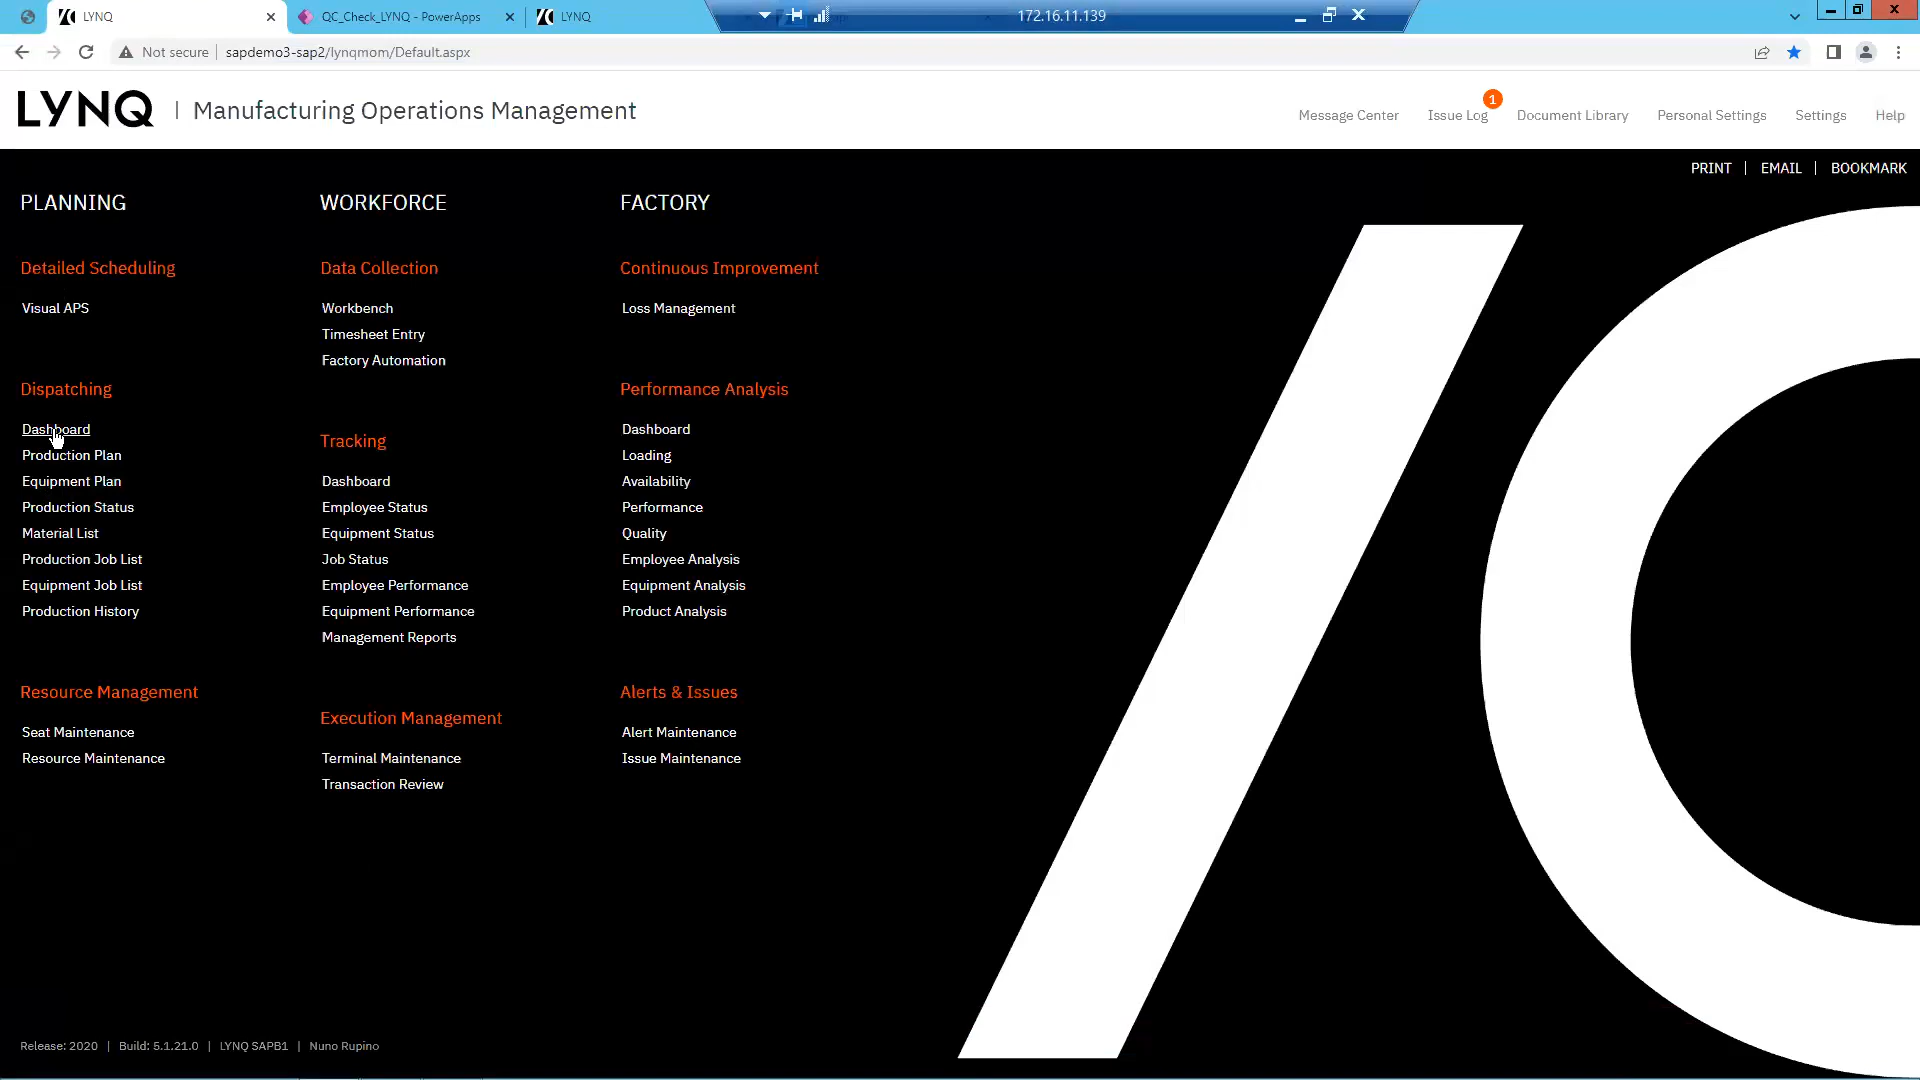 LYNQ
QC_Check_LYNQ - PowerApps
LYNQ
172.16.11.139
Not secure
sapdemo3-sap2/lynqmom/Default.aspx
LYNQ | Manufacturing Operations Management
Message Center
Issue Log
1
Document Library
Personal Settings
Settings
Help
PRINT | EMAIL | BOOKMARK
PLANNING
Detailed Scheduling
Visual APS
Dispatching
Dashboard
Production Plan
Equipment Plan
Production Status
Material List
Production Job List
Equipment Job List
Production History
Resource Management
Seat Maintenance
Resource Maintenance
WORKFORCE
Data Collection
Workbench
Timesheet Entry
Factory Automation
Tracking
Dashboard
Employee Status
Equipment Status
Job Status
Employee Performance
Equipment Performance
Management Reports
Execution Management
Terminal Maintenance
Transaction Review
FACTORY
Continuous Improvement
Loss Management
Performance Analysis
Dashboard
Loading
Availability
Performance
Quality
Employee Analysis
Equipment Analysis
Product Analysis
Alerts & Issues
Alert Maintenance
Issue Maintenance
Release: 2020 | Build: 5.1.21.0 | LYNQ SAPB1 | Nuno Rupino